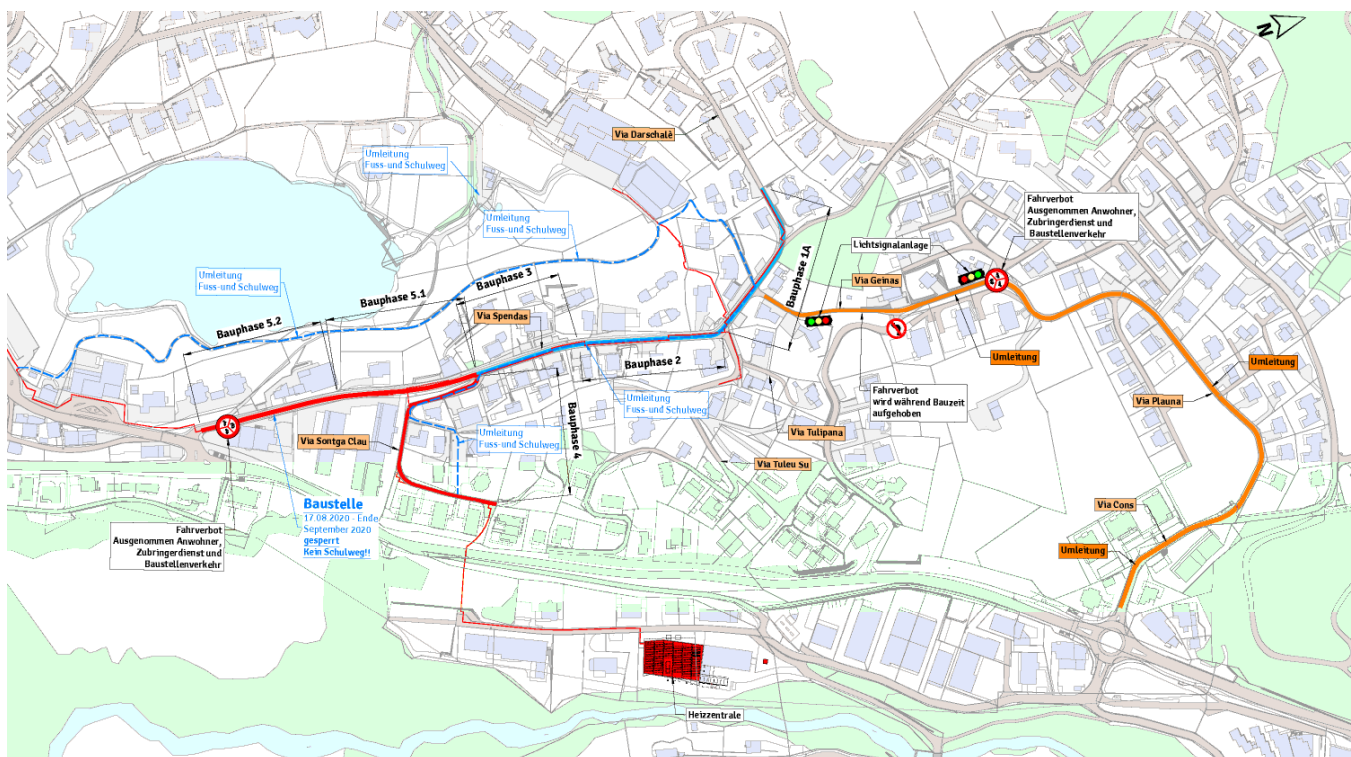 N
Via Darschalè
Umleitung
Fuss-und Schulweg
Umleitung
Fuss-und Schulweg
Umleitung
Fuss-und Schulweg
Fahrverbot
Ausgenommen Anwohner,
Zubringerdienst und
Baustellenverkehr
Lichtsignalanlage
Bauphase 1A
Via Geinas
Bauphase 3
Bauphase 5.1
Bauphase 5.2
Via Spendas
Bauphase 2
Umleitung
Umleitung
Via Plauna
Fahrverbot
wird während Bauzeit
aufgehoben
Umleitung
Fuss-und Schulweg
Bauphase 4
Via Sontga Clau
Umleitung
Fuss-und Schulweg
Via Tulipana
Via Tuleu Su
Baustelle
17.08.2020 - Ende
September 2020
gesperrt
Kein Schulweg!!
Via Cons
Umleitung
Fahrverbot
Ausgenommen Anwohner,
Zubringerdienst und
Baustellenverkehr
Heizzentrale